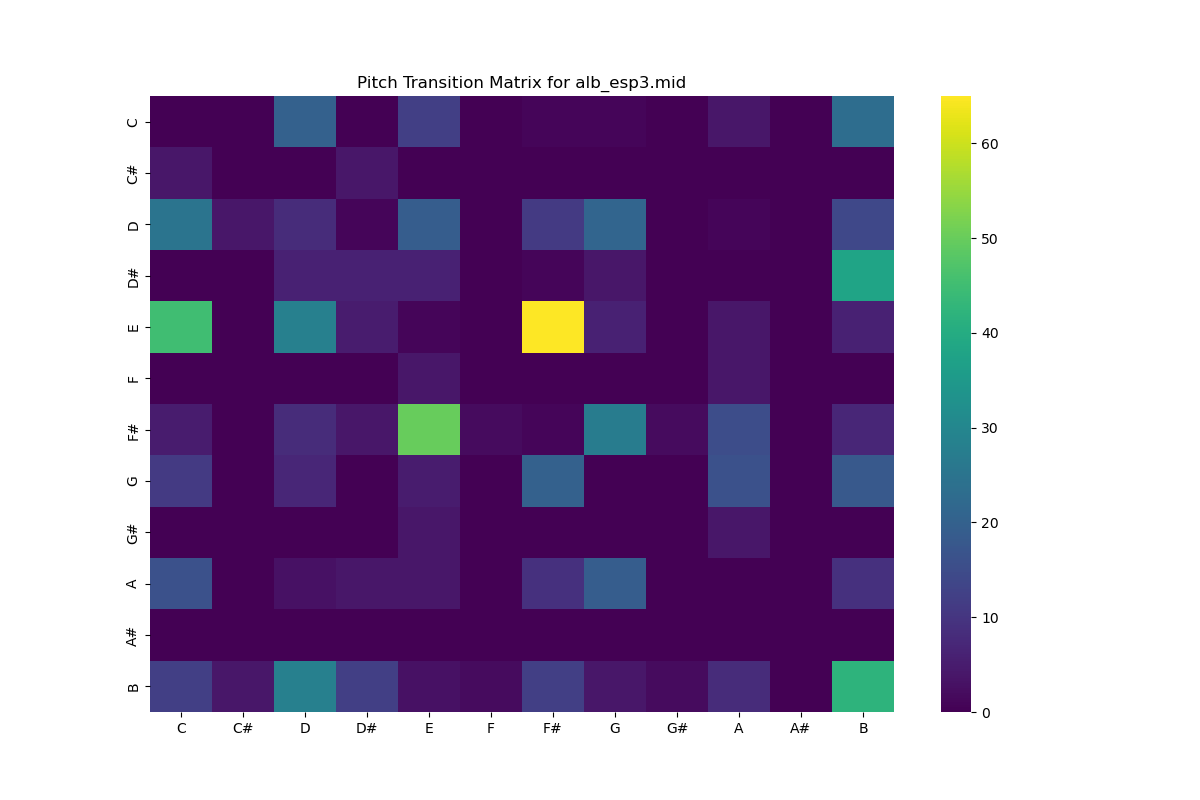 Pitch Transition Matrix for alb_esp3.mid
C
C#
D
D#
E
F
F#
G
G#
A
A#
B
C C# D D# E F F# G G# A A# B
60
50
40
30
20
10
0